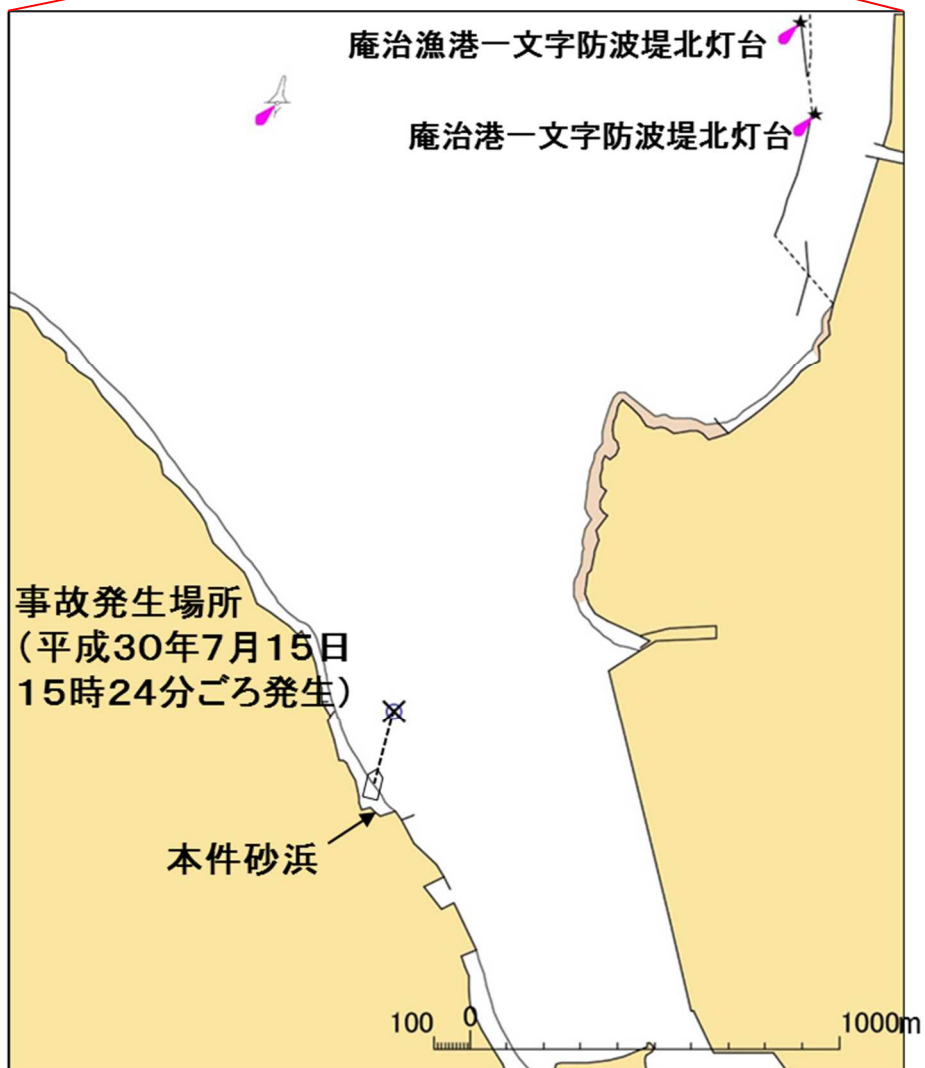 庵治漁港一文字防波堤北灯台
庵治港一文字防波堤北灯台
事故発生場所
（平成30年7月15日
15時24分ごろ発生）
本件砂浜
100 0 1000m